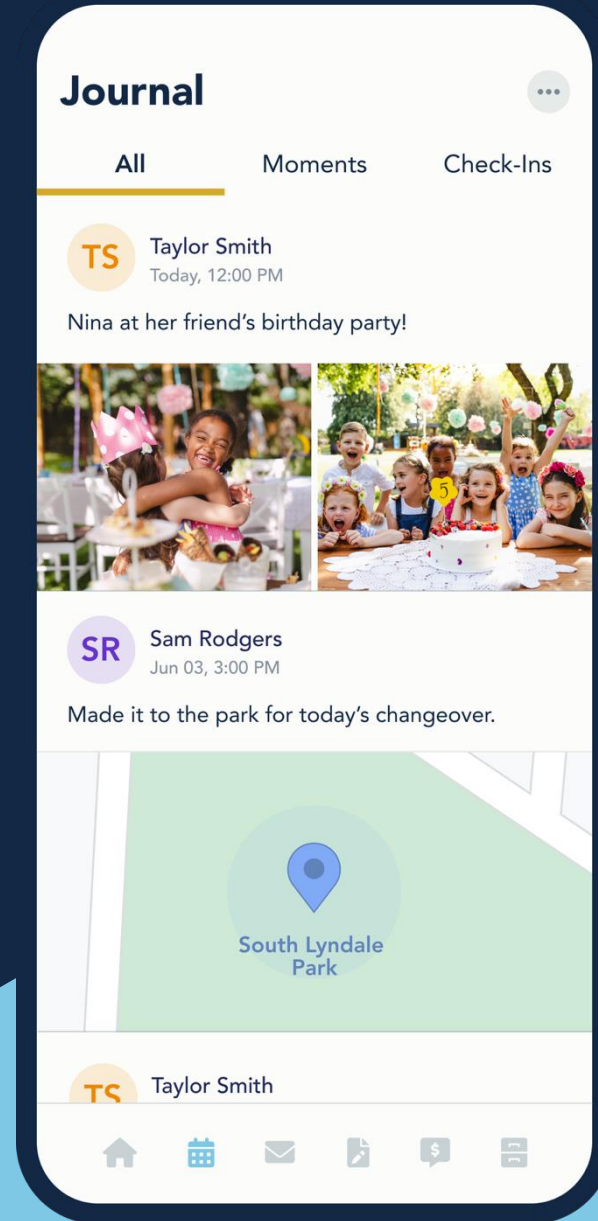 Journal
All Moments Check-Ins
TS
Taylor Smith
Today, 12:00 PM
Nina at her friend’s birthday party!
5
SR
Sam Rodgers
Jun 03, 3:00 PM
Made it to the park for today’s changeover.
South Lyndale
Park
TS
Taylor Smith
$